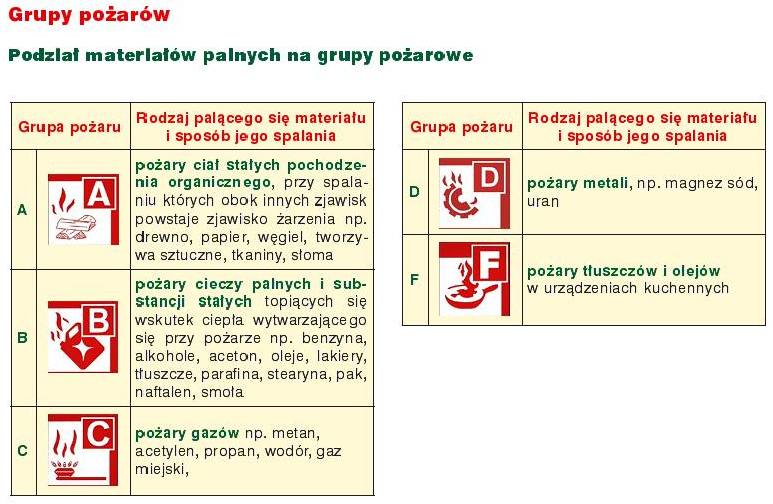 Grupy pożarów
Podział materiałów palnych na grupy pożarowe
Grupa pożaru
Rodzaj palącego się materiału
i sposób jego spalania
A
A
pożary ciał stałych pochodze-
nia organicznego, przy spala-
niu których obok innych zjawisk
powstaje zjawisko żarzenia np.
drewno, papier, węgiel, tworzy-
wa sztuczne, tkaniny, słoma
B
B
pożary cieczy palnych i sub-
stancji stałych topiących się
wskutek ciepła wytwarzającego
się przy pożarze np. benzyna,
alkohole, aceton, oleje, lakiery,
tłuszcze, parafina, stearyna, pak,
naftalen, smoła
C
C
pożary gazów np. metan,
acetylen, propan, wodór, gaz
miejski,
Grupa pożaru
Rodzaj palącego się materiału
i sposób jego spalania
D
D
pożary metali, np. magnez sód,
uran
F
F
pożary tłuszczów i olejów
w urządzeniach kuchennych